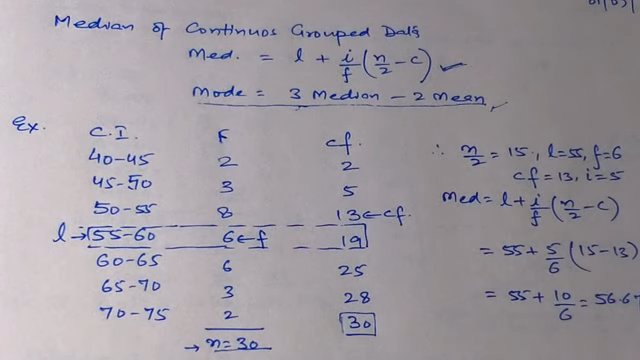 Median of Continuos Grouped Data
Med. = l + i/f (n/2 - c) ✓
Mode = 3 Median - 2 Mean,
Ex. C.I. F cf.
40-45 2 2
45-50 3 5
50-55 8 13 ← cf.
l → 55-60 6 ← f 19
60-65 6 25
65-70 3 28
70-75 2 30
→ n = 30
∴ n/2 = 15, l = 55, f = 6
cf = 13, i = 5
Med = l + i/f (n/2 - c)
= 55 + 5/6 (15 - 13)
= 55 + 10/6 = 56.67